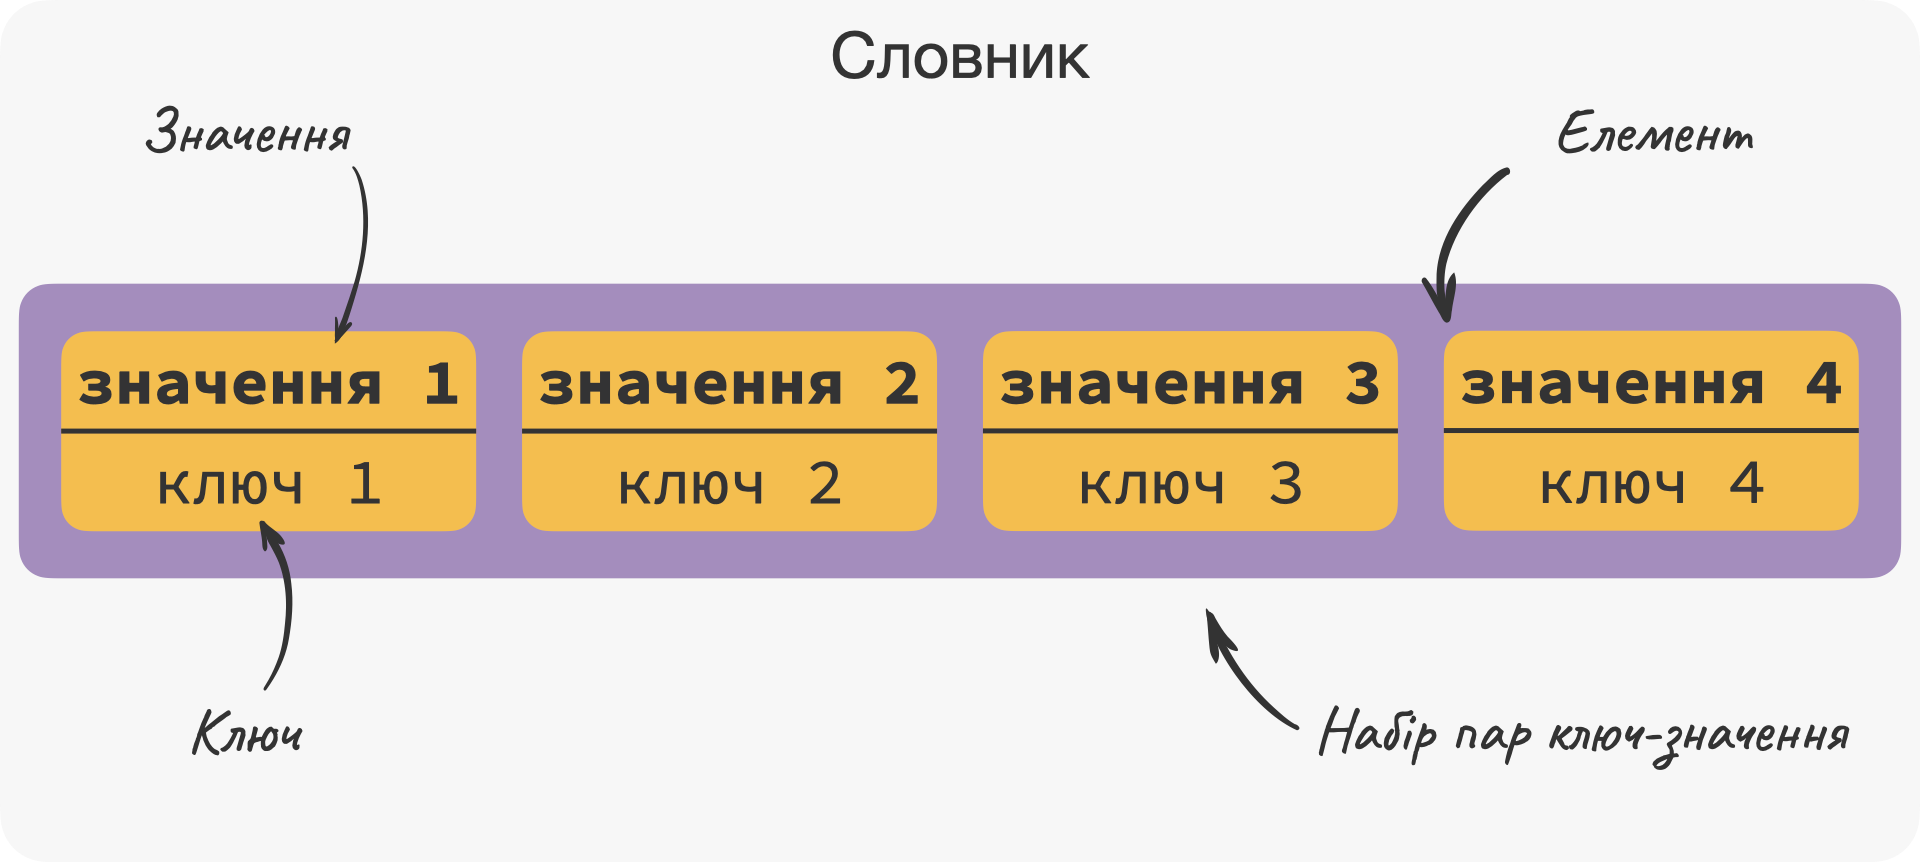 Словник
Значення
Елемент
значення 1
значення 2
значення 3
значення 4
ключ 1
ключ 2
ключ 3
ключ 4
Ключ
Набір пар ключ-значення